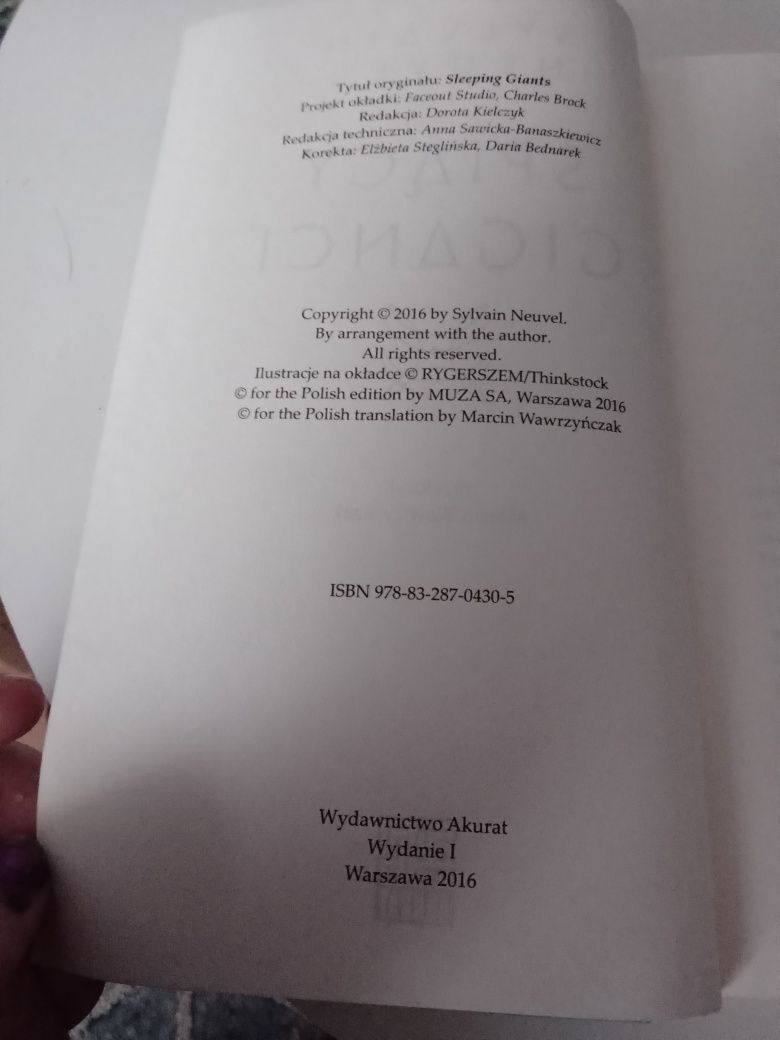 Tytuł oryginału: Sleeping Giants
Projekt okładki: Faceout Studio, Charles Brock
Redakcja: Dorota Kielczyk
Redakcja techniczna: Anna Sawicka-Banaszkiewicz
Korekta: Elżbieta Steglińska, Daria Bednarek
Copyright © 2016 by Sylvain Neuvel.
By arrangement with the author.
All rights reserved.
Ilustracje na okładce © RYGERSZEM/Thinkstock
© for the Polish edition by MUZA SA, Warszawa 2016
© for the Polish translation by Marcin Wawrzyńczak
ISBN 978-83-287-0430-5
Wydawnictwo Akurat
Wydanie I
Warszawa 2016